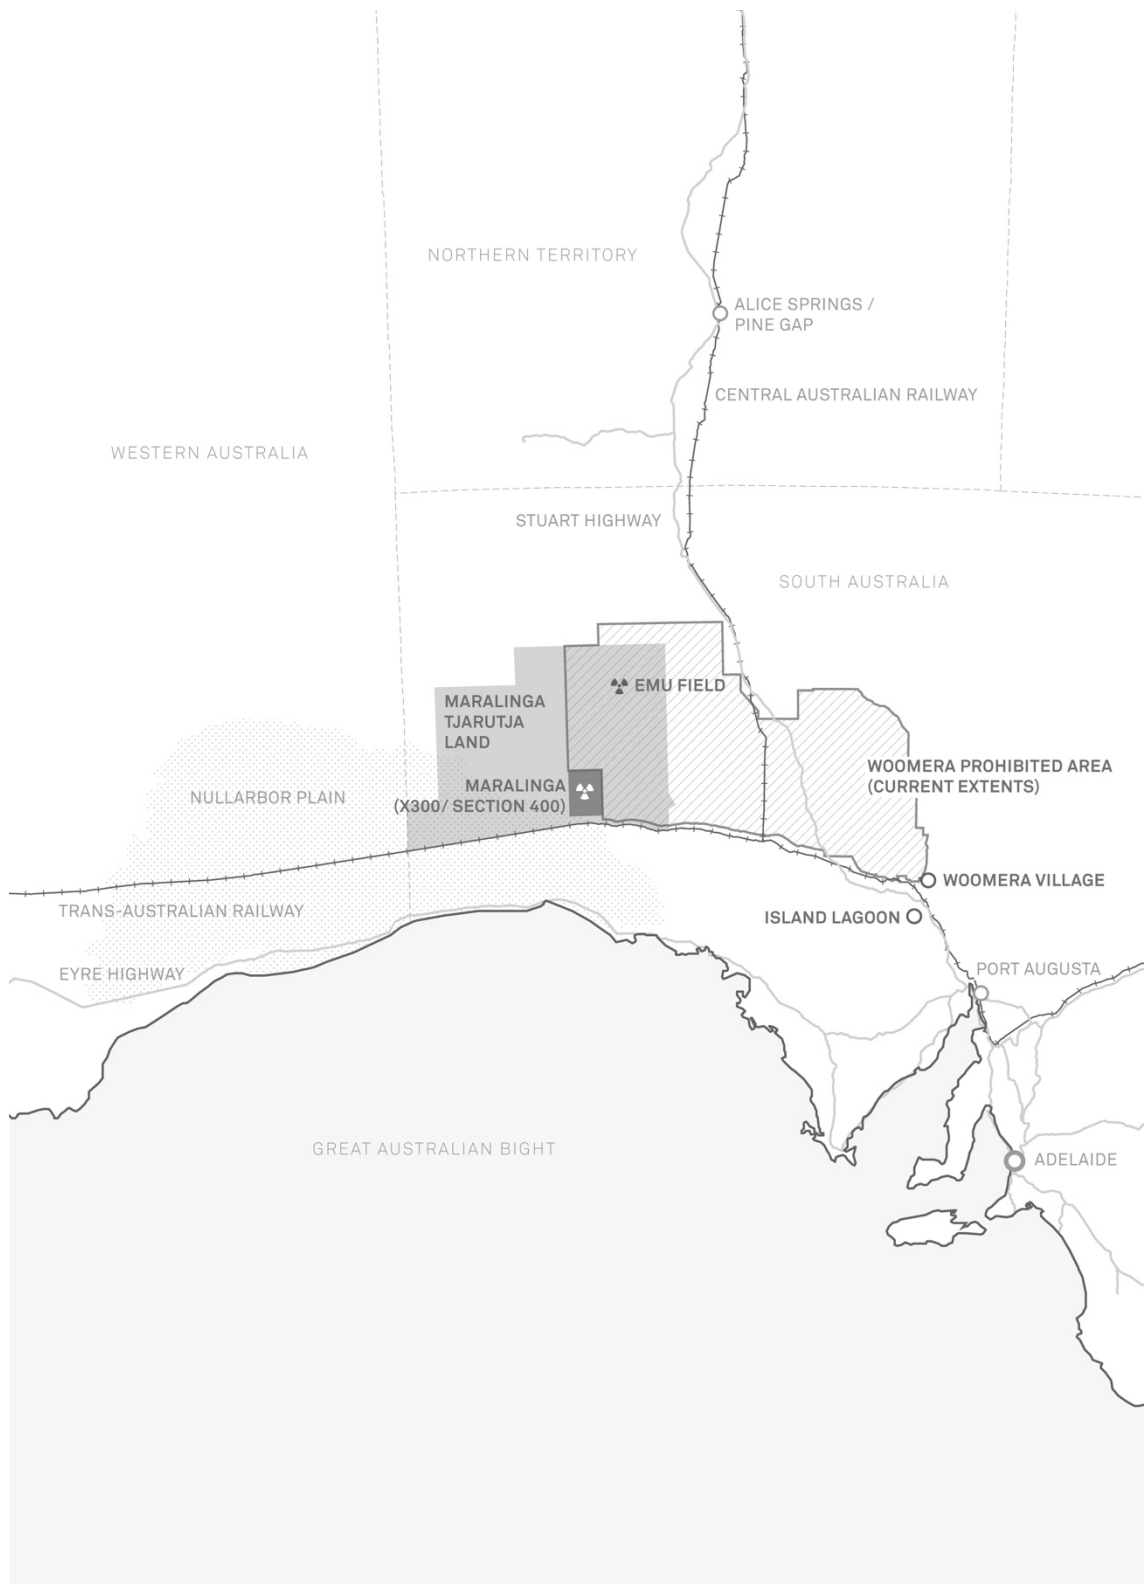 NORTHERN TERRITORY
ALICE SPRINGS /
PINE GAP
CENTRAL AUSTRALIAN RAILWAY
WESTERN AUSTRALIA
STUART HIGHWAY
SOUTH AUSTRALIA
EMU FIELD
MARALINGA
TJARUTJA
LAND
WOOMERA PROHIBITED AREA
(CURRENT EXTENTS)
MARALINGA
(X300/ SECTION 400)
NULLARBOR PLAIN
WOOMERA VILLAGE
TRANS-AUSTRALIAN RAILWAY
ISLAND LAGOON
PORT AUGUSTA
EYRE HIGHWAY
GREAT AUSTRALIAN BIGHT
ADELAIDE